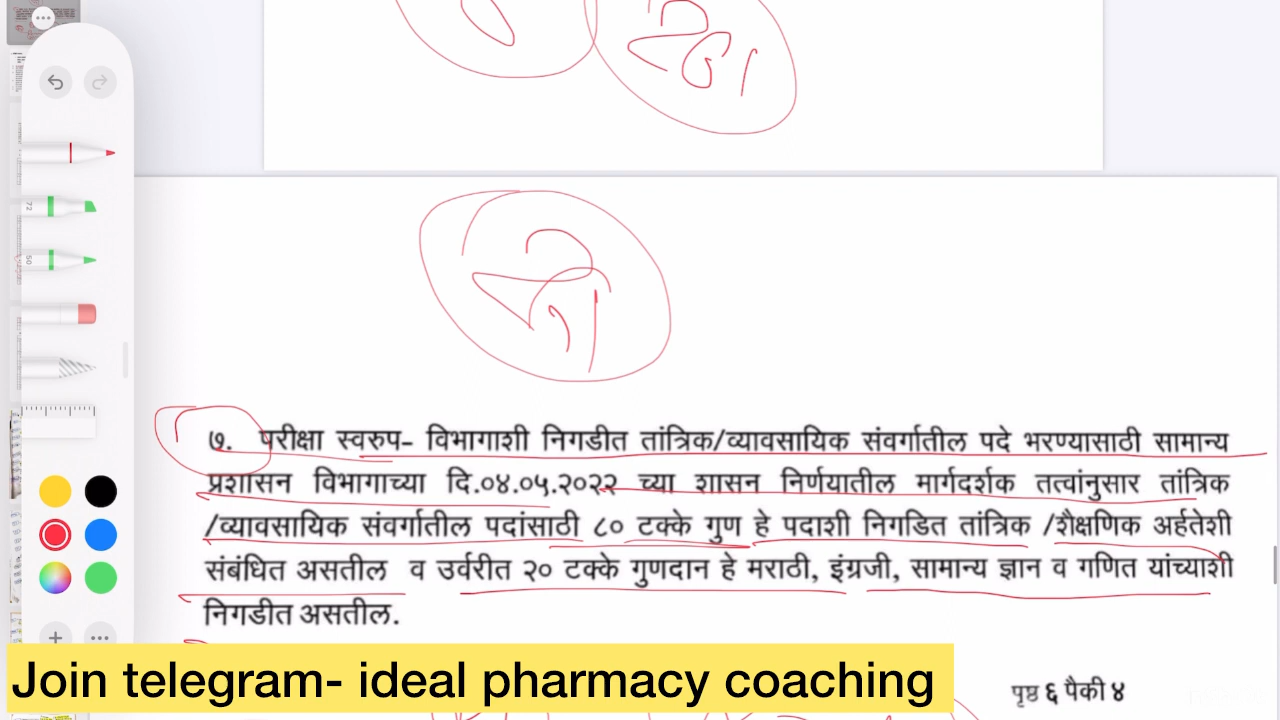 ७. परीक्षा स्वरुप– विभागाशी निगडीत तांत्रिक/व्यावसायिक संवर्गातील पदे भरण्यासाठी सामान्य
प्रशासन विभागाच्या दि.०४.०५.२०२२ च्या शासन निर्णयातील मार्गदर्शक तत्वांनुसार तांत्रिक
/व्यावसायिक संवर्गातील पदांसाठी ८० टक्के गुण हे पदाशी निगडित तांत्रिक /शैक्षणिक अर्हतेशी
संबंधित असतील व उर्वरीत २० टक्के गुणदान हे मराठी, इंग्रजी, सामान्य ज्ञान व गणित यांच्याशी
निगडीत असतील.
Join telegram- ideal pharmacy coaching
पृष्ठ ६ पैकी ४